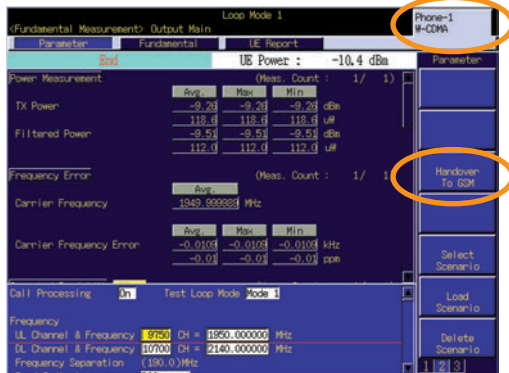 Loop Mode 1
<Fundamental Measurement> Output Main
Phone-1
W-CDMA
Parameter Fundamental UE Report
End UE Power : -10.4 dBm Parameter
Power Measurement (Meas. Count : 1/ 1)
Avg. Max Min
TX Power -9.26 -9.26 -9.26 dBm
118.6 118.6 118.6 uW
Filtered Power -9.51 -9.51 -9.51 dBm
112.0 112.0 112.0 uW
Handover
To GSM
Frequency Error (Meas. Count : 1/ 1
Avg.
Carrier Frequency 1949.999989 MHz
Avg. Max Min
Carrier Frequency Error -0.0109 -0.0109 -0.0109 kHz
-0.01 -0.01 -0.01 ppm
Select
Scenario
Call Processing On Test Loop Mode Mode 1
Load
Scenario
Frequency
UL Channel & Frequency 9750 CH = 1950.000000 MHz
DL Channel & Frequency 10700 CH = 2140.000000 MHz
Frequency Separation (190.0)MHz
Delete
Scenario
1 2 3